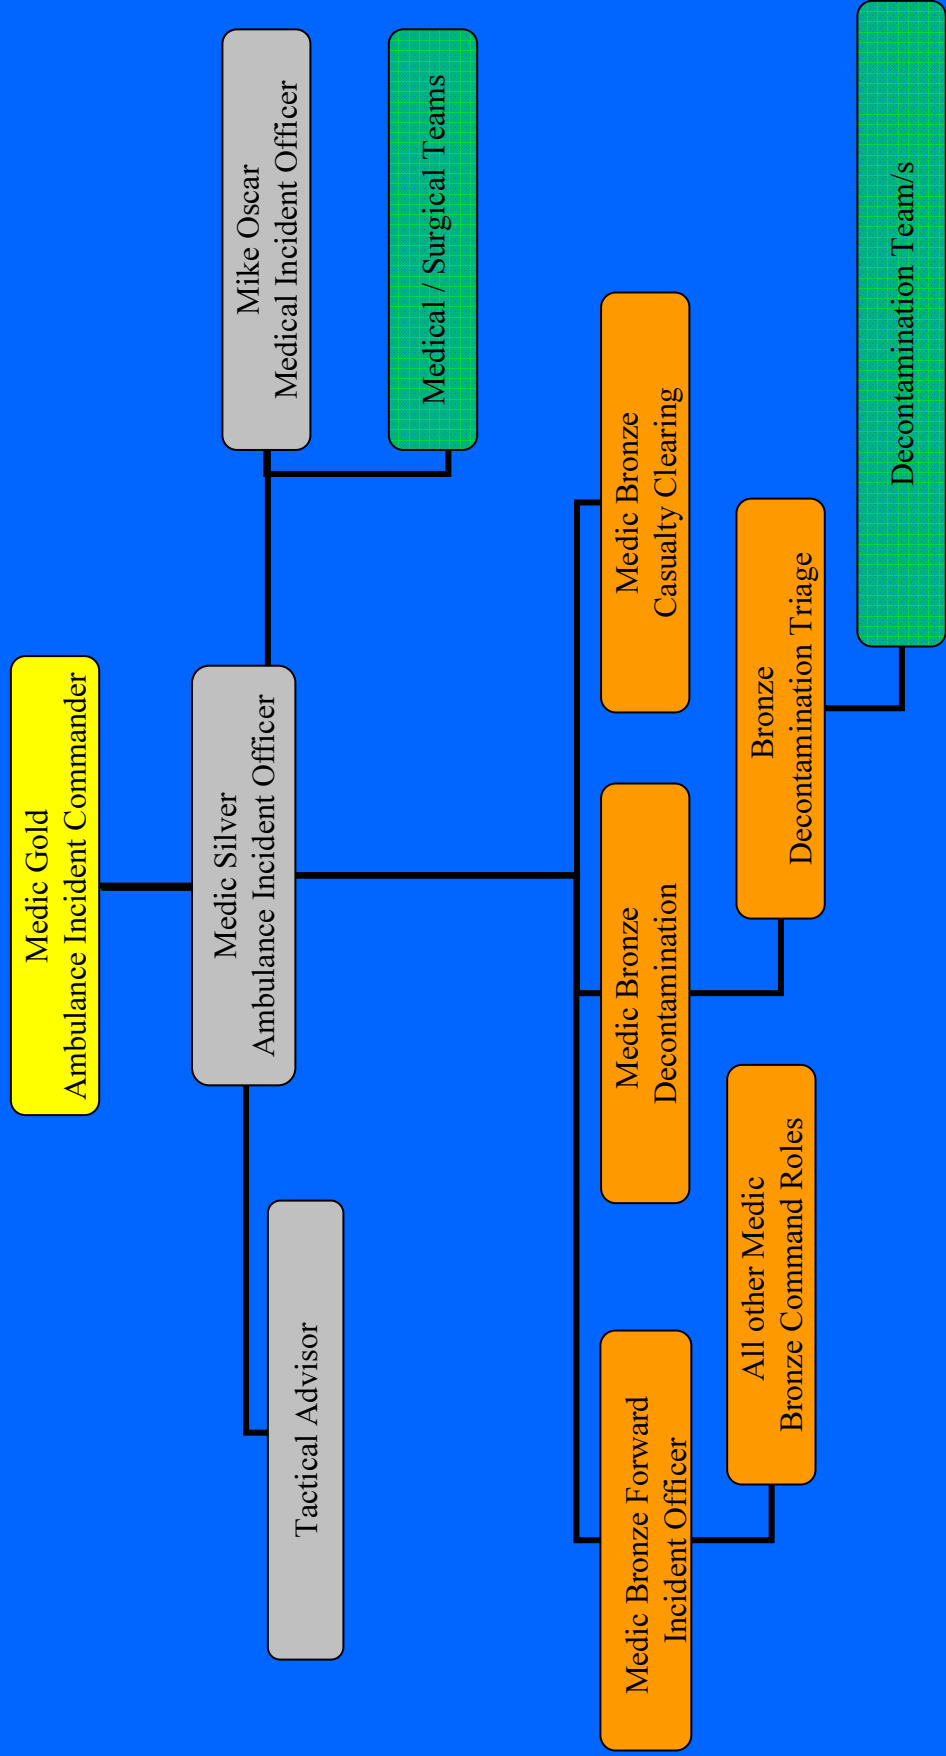 Medic Gold
Ambulance Incident Commander
Medic Silver
Ambulance Incident Officer
Mike Oscar
Medical Incident Officer
Tactical Advisor
Medical / Surgical Teams
Medic Bronze Forward
Incident Officer
Medic Bronze
Decontamination
Medic Bronze
Casualty Clearing
All other Medic
Bronze Command Roles
Bronze
Decontamination Triage
Decontamination Team/s